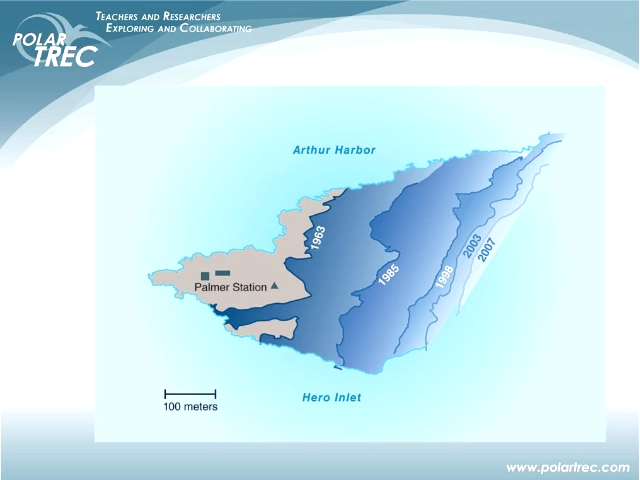 TEACHERS AND RESEARCHERS
EXPLORING AND COLLABORATING
POLAR
TREC
Arthur Harbor
1963
1985
1998
2003
2007
Palmer Station
100 meters
Hero Inlet
www.polartrec.com